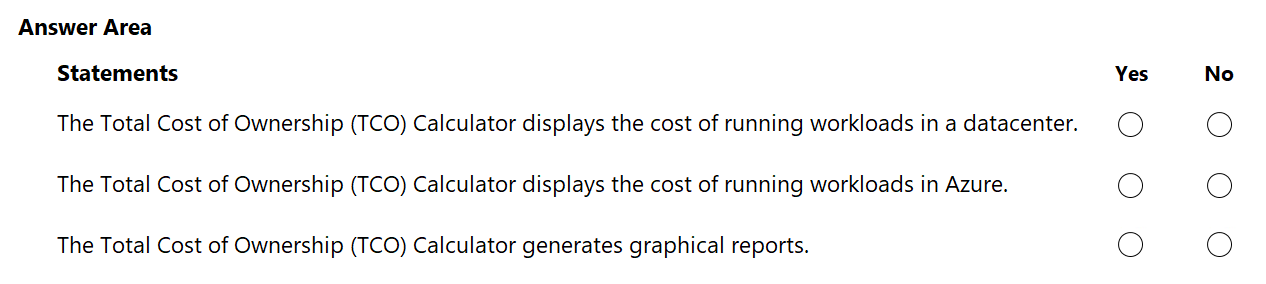 Answer Area
Statements Yes No
The Total Cost of Ownership (TCO) Calculator displays the cost of running workloads in a datacenter.
The Total Cost of Ownership (TCO) Calculator displays the cost of running workloads in Azure.
The Total Cost of Ownership (TCO) Calculator generates graphical reports.